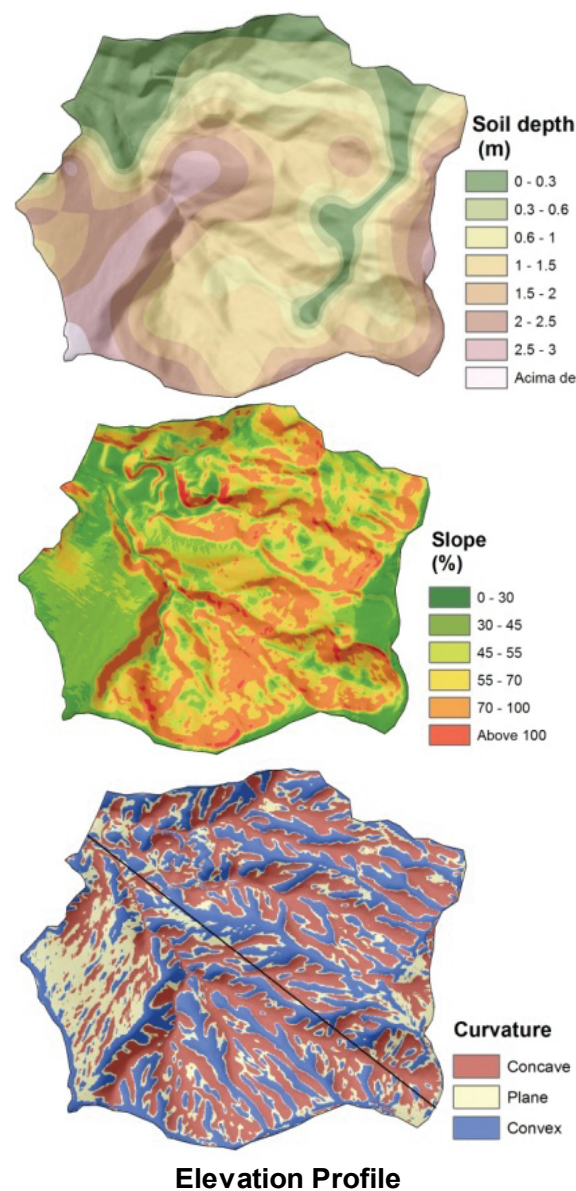 Soil depth
(m)
0 - 0.3
0.3 - 0.6
0.6 - 1
1 - 1.5
1.5 - 2
2 - 2.5
2.5 - 3
Acima de
Slope
(%)
0 - 30
30 - 45
45 - 55
55 - 70
70 - 100
Above 100
Curvature
Concave
Plane
Convex
Elevation Profile